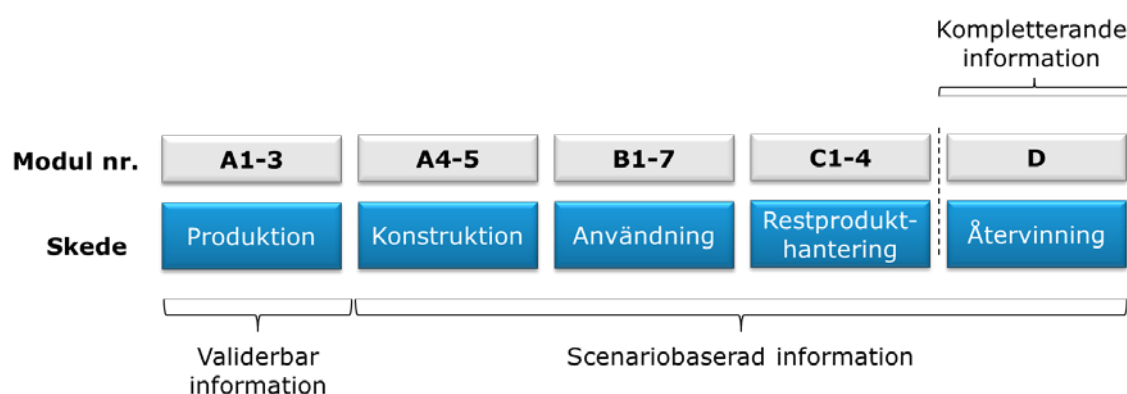 Kompletterande
information
Modul nr.
A1-3
A4-5
B1-7
C1-4
D
Skede
Produktion
Konstruktion
Användning
Restprodukt-
hantering
Återvinning
Validerbar
information
Scenariobaserad information